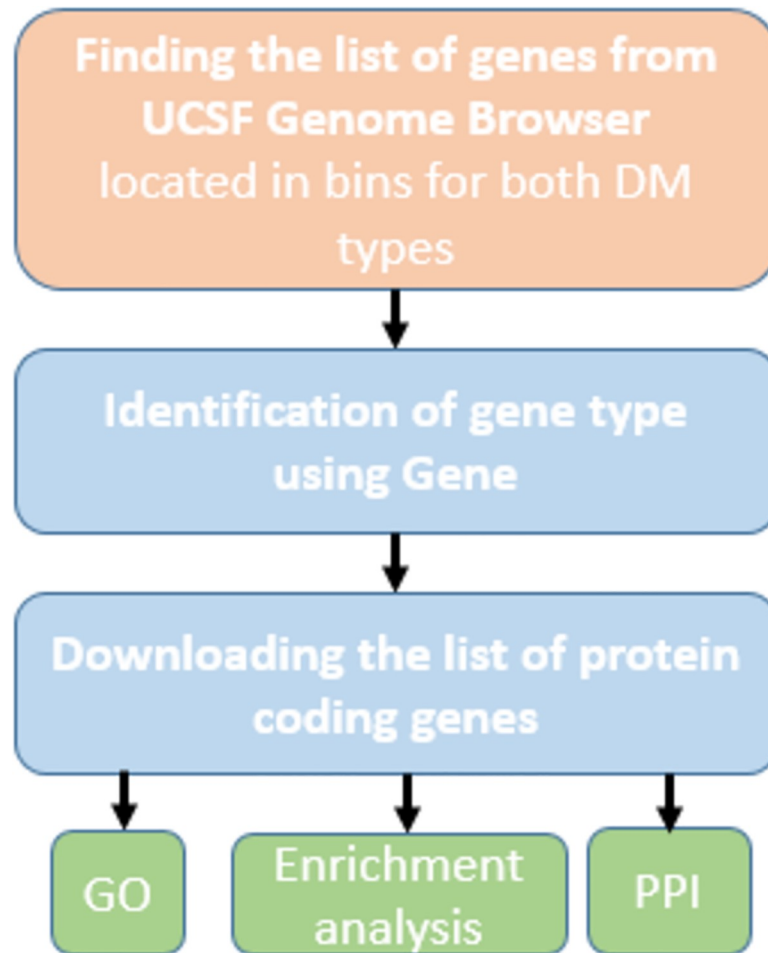 Finding the list of genes from
UCSF Genome Browser
located in bins for both DM
types
Identification of gene type
using Gene
Downloading the list of protein
coding genes
GO
Enrichment
analysis
PPI